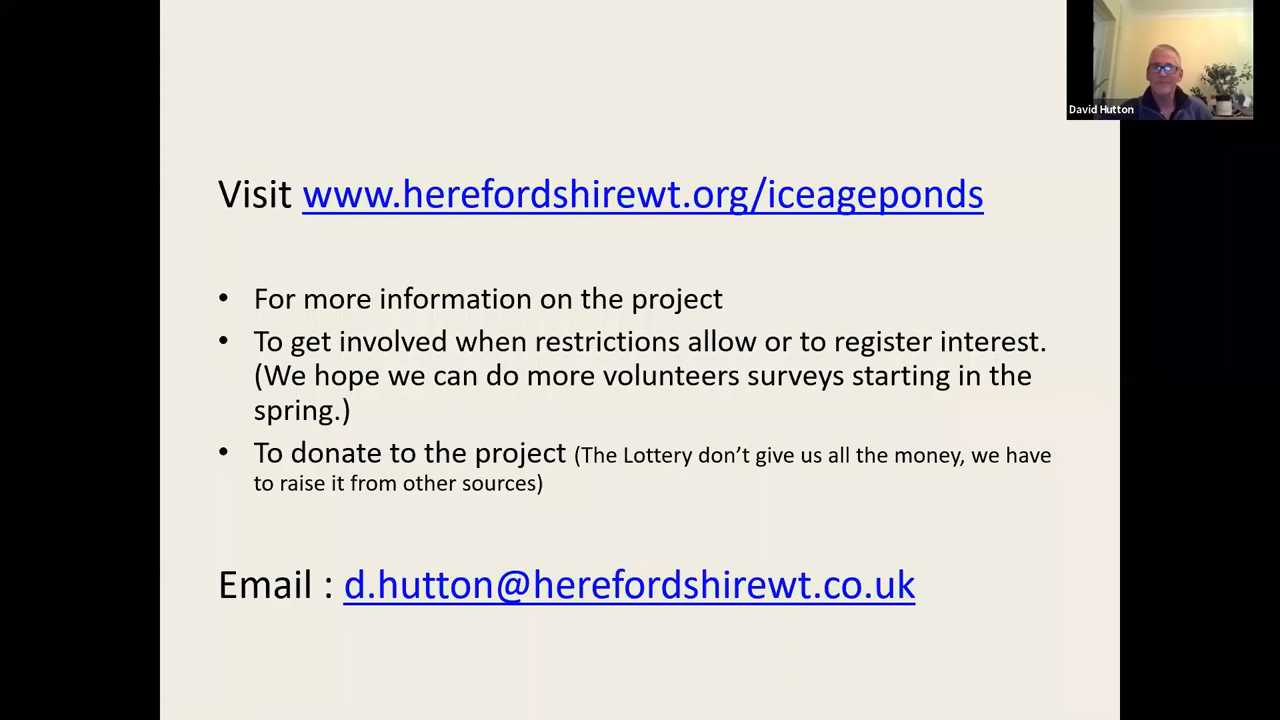 David Hutton
Visit www.herefordshirewt.org/iceageponds
• For more information on the project
• To get involved when restrictions allow or to register interest.
(We hope we can do more volunteers surveys starting in the
spring.)
• To donate to the project (The Lottery don’t give us all the money, we have
to raise it from other sources)
Email : d.hutton@herefordshirewt.co.uk